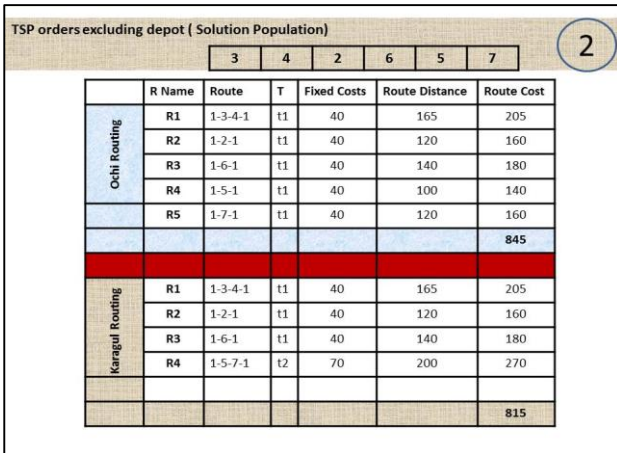 TSP orders excluding depot ( Solution Population)
2
3 4 2 6 5 7
R Name Route T Fixed Costs Route Distance Route Cost
Ochi Routing
R1 1-3-4-1 t1 40 165 205
R2 1-2-1 t1 40 120 160
R3 1-6-1 t1 40 140 180
R4 1-5-1 t1 40 100 140
R5 1-7-1 t1 40 120 160
845
Karagul Routing
R1 1-3-4-1 t1 40 165 205
R2 1-2-1 t1 40 120 160
R3 1-6-1 t1 40 140 180
R4 1-5-7-1 t2 70 200 270
815